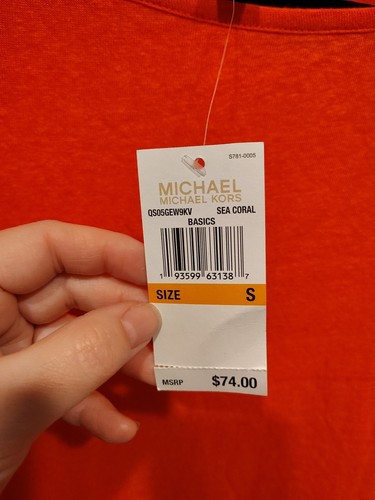 S781-0005
MICHAEL
MICHAEL KORS
QS05GEW9KV SEA CORAL
BASICS
1 93599 63138 7
SIZE S
MSRP $74.00